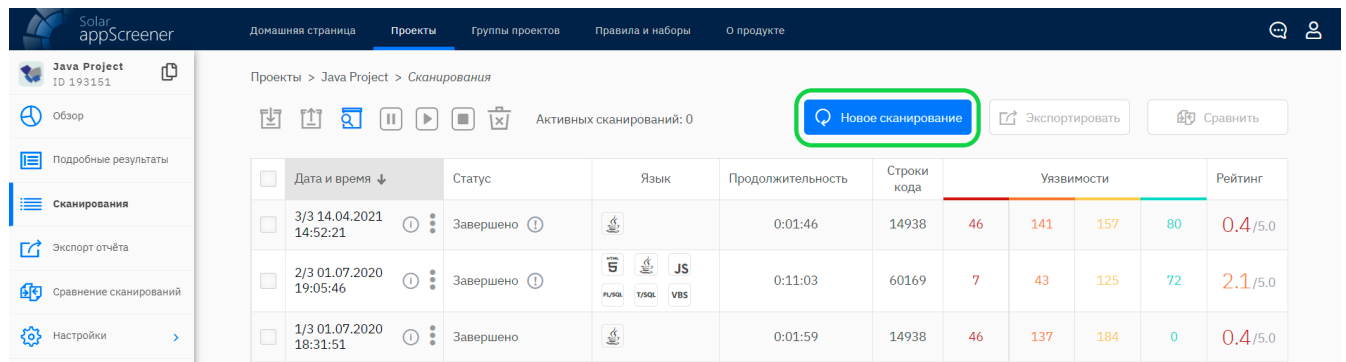 Solar
appScreener
Домашняя страница Проекты Группы проектов Правила и наборы О продукте
Java Project
ID 193151
Обзор
Подробные результаты
Сканирования
Экспорт отчёта
Сравнение сканирований
Настройки
Проекты > Java Project > Сканирования
Активных сканирований: 0 Новое сканирование Экспортировать Сравнить
Дата и время Статус Язык Продолжительность Строки кода Уязвимости Рейтинг
3/3 14.04.2021
14:52:21 Завершено 0:01:46 14938 46 141 157 80 0.4/5.0
2/3 01.07.2020
19:05:46 Завершено HTML 5 JS 0:11:03 60169 7 43 125 72 2.1/5.0
PL/SQL T/SQL VBS
1/3 01.07.2020
18:31:51 Завершено 0:01:59 14938 46 137 184 0 0.4/5.0